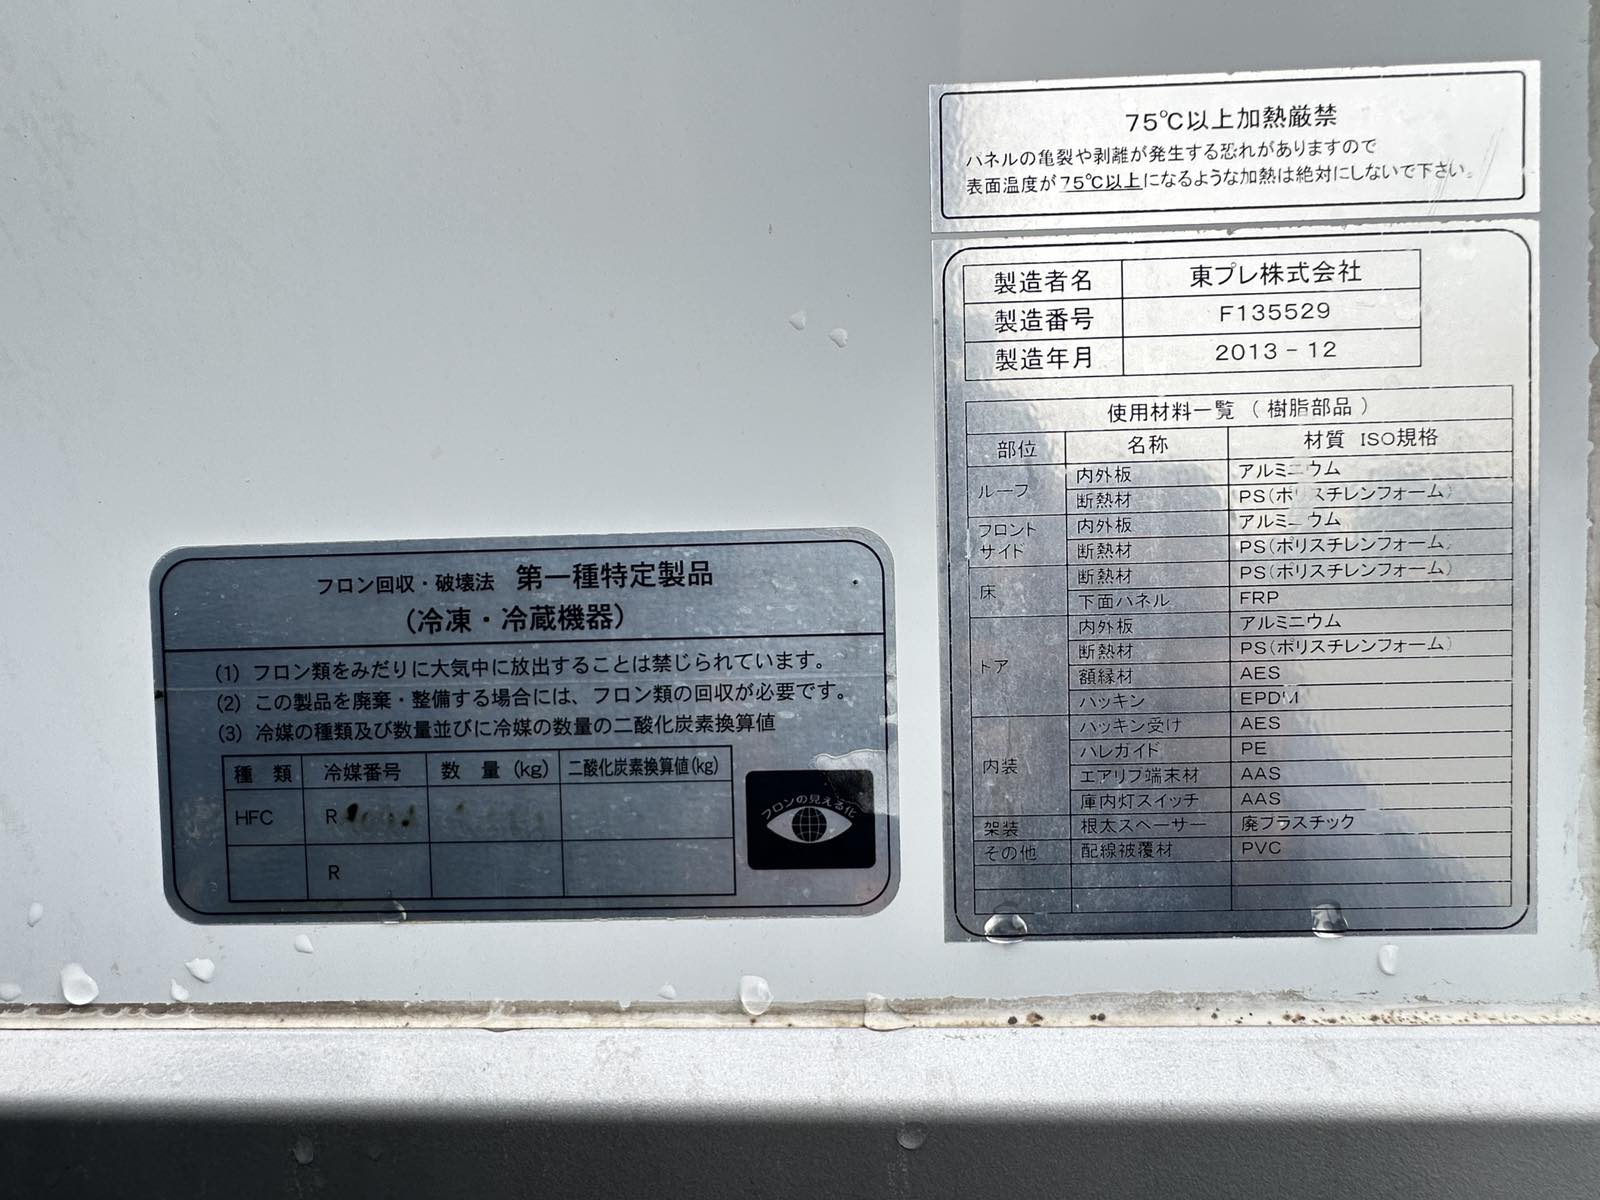 75℃以上加熱厳禁
パネルの亀裂や剥離が発生する恐れがありますので
表面温度が75℃以上になるような加熱は絶対にしないで下さい。
製造者名 東プレ株式会社
製造番号 F135529
製造年月 2013-12
使用材料一覧（樹脂部品）
部位 名称 材質 ISO規格
ルーフ 内外板 アルミニウム
断熱材 PS(ポリスチレンフォーム)
フロントサイド 内外板 アルミニウム
断熱材 PS(ポリスチレンフォーム)
床 断熱材 PS(ポリスチレンフォーム)
下面パネル FRP
ドア 内外板 アルミニウム
断熱材 PS(ポリスチレンフォーム)
額縁材 AES
パッキン EPDM
内装 パッキン受け AES
バレガイド PE
エアリブ端末材 AAS
庫内灯スイッチ AAS
架装 根太スペーサー 廃プラスチック
その他 配線被覆材 PVC
フロン回収・破壊法 第一種特定製品
(冷凍・冷蔵機器)
(1) フロン類をみだりに大気中に放出することは禁じられています。
(2) この製品を廃棄・整備する場合には、フロン類の回収が必要です。
(3) 冷媒の種類及び数量並びに冷媒の数量の二酸化炭素換算値
種類 冷媒番号 数量(kg) 二酸化炭素換算値(kg)
HFC R
R
フロンの見える化